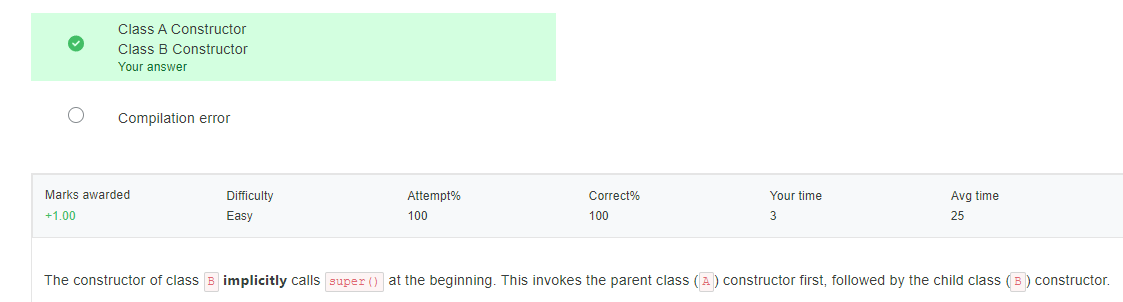 Class A Constructor
Class B Constructor
Your answer
Compilation error
Marks awarded Difficulty Attempt% Correct% Your time Avg time
+1.00 Easy 100 100 3 25
The constructor of class B implicitly calls super() at the beginning. This invokes the parent class (A) constructor first, followed by the child class (B) constructor.